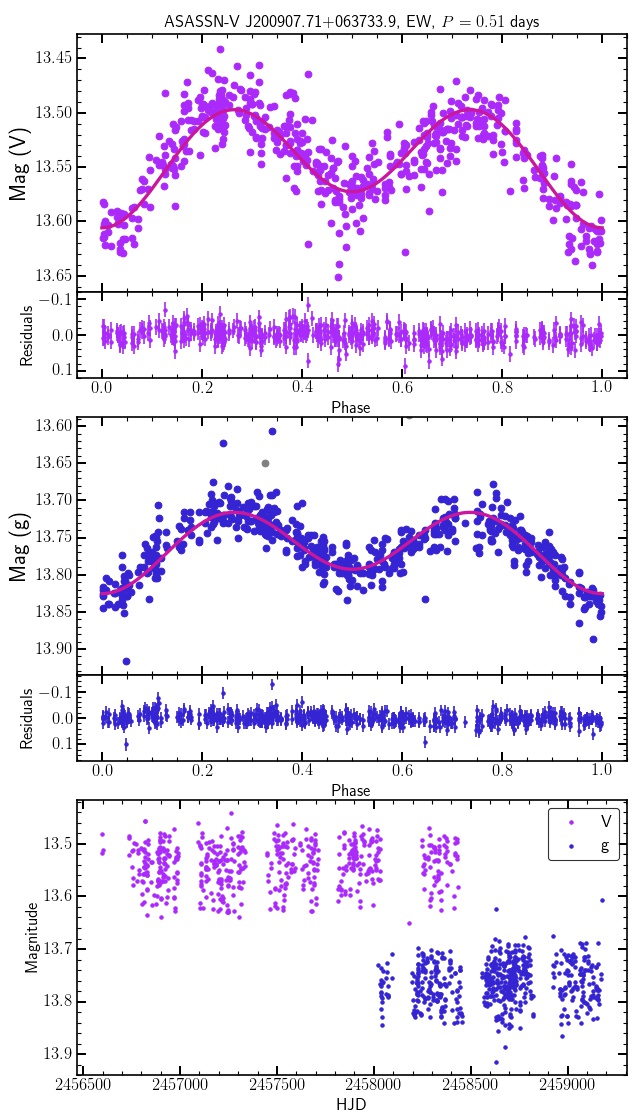 ASASSN-V J200907.71+063733.9, EW, P = 0.51 days
13.45
13.50
13.55
13.60
13.65
Mag (V)
−0.1
0.0
0.1
Residuals
0.0 0.2 0.4 0.6 0.8 1.0
Phase
13.60
13.65
13.70
13.75
13.80
13.85
13.90
Mag (g)
−0.1
0.0
0.1
Residuals
0.0 0.2 0.4 0.6 0.8 1.0
Phase
V
g
13.5
13.6
13.7
13.8
13.9
Magnitude
2456500 2457000 2457500 2458000 2458500 2459000
HJD